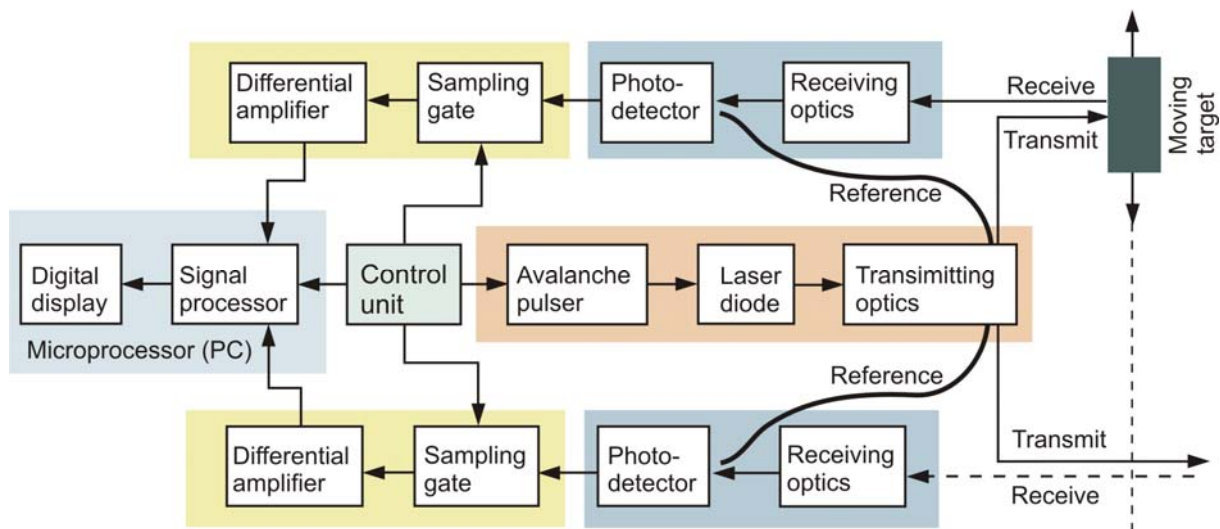 Differential
amplifier
Sampling
gate
Photo-
detector
Receiving
optics
Receive
Transmit
Moving
target
Reference
Digital
display
Signal
processor
Microprocessor (PC)
Control
unit
Avalanche
pulser
Laser
diode
Transimitting
optics
Reference
Differential
amplifier
Sampling
gate
Photo-
detector
Receiving
optics
Transmit
Receive